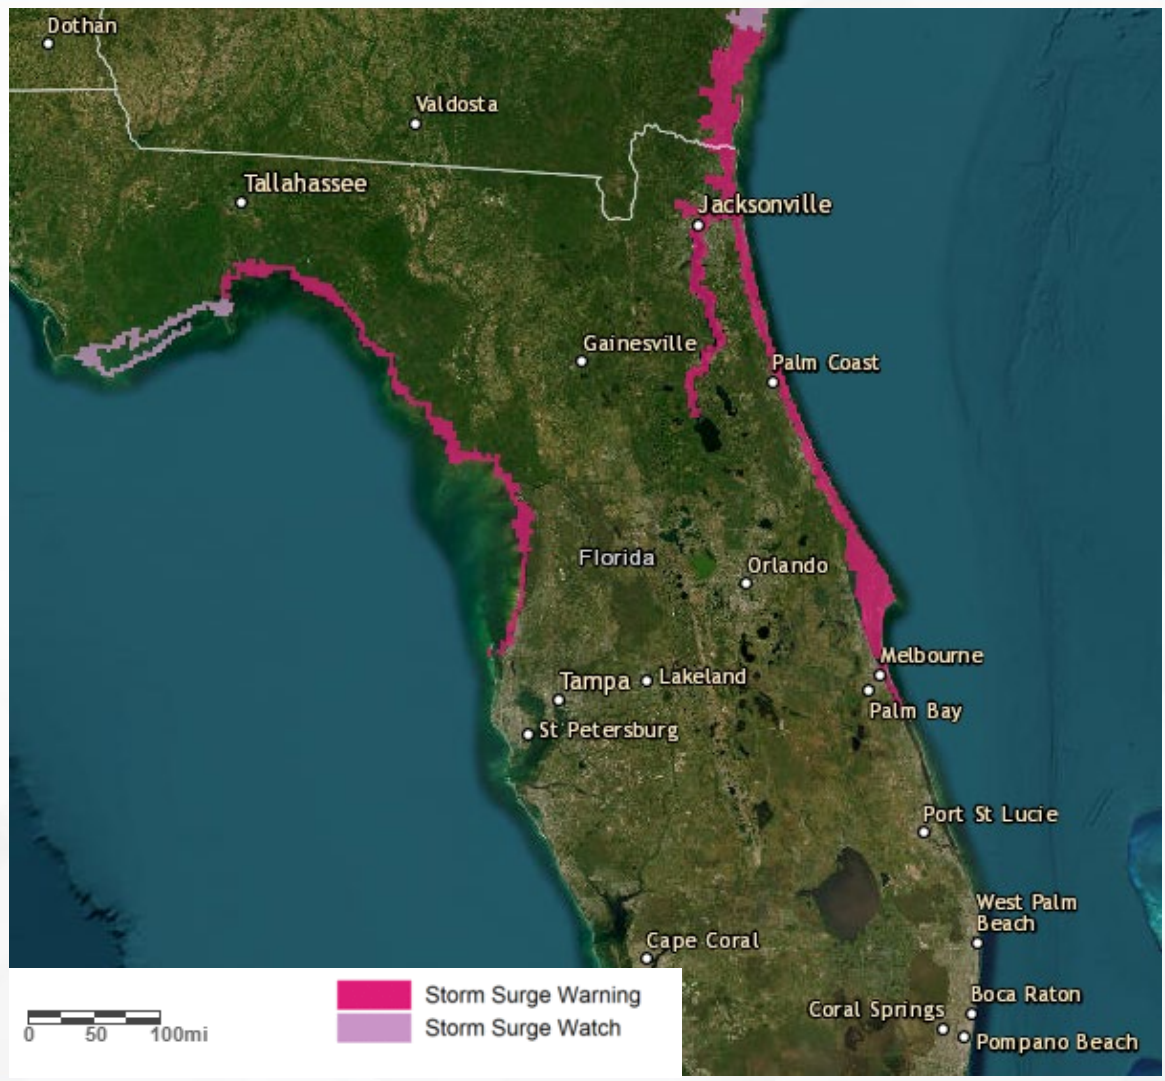 Dothan
Valdosta
Tallahassee
Jacksonville
Gainesville
Palm Coast
Florida
Orlando
Melbourne
Tampa
Lakeland
Palm Bay
St Petersburg
Port St Lucie
West Palm
Beach
Cape Coral
Boca Raton
Coral Springs
Pompano Beach
Storm Surge Warning
Storm Surge Watch
0 50 100mi